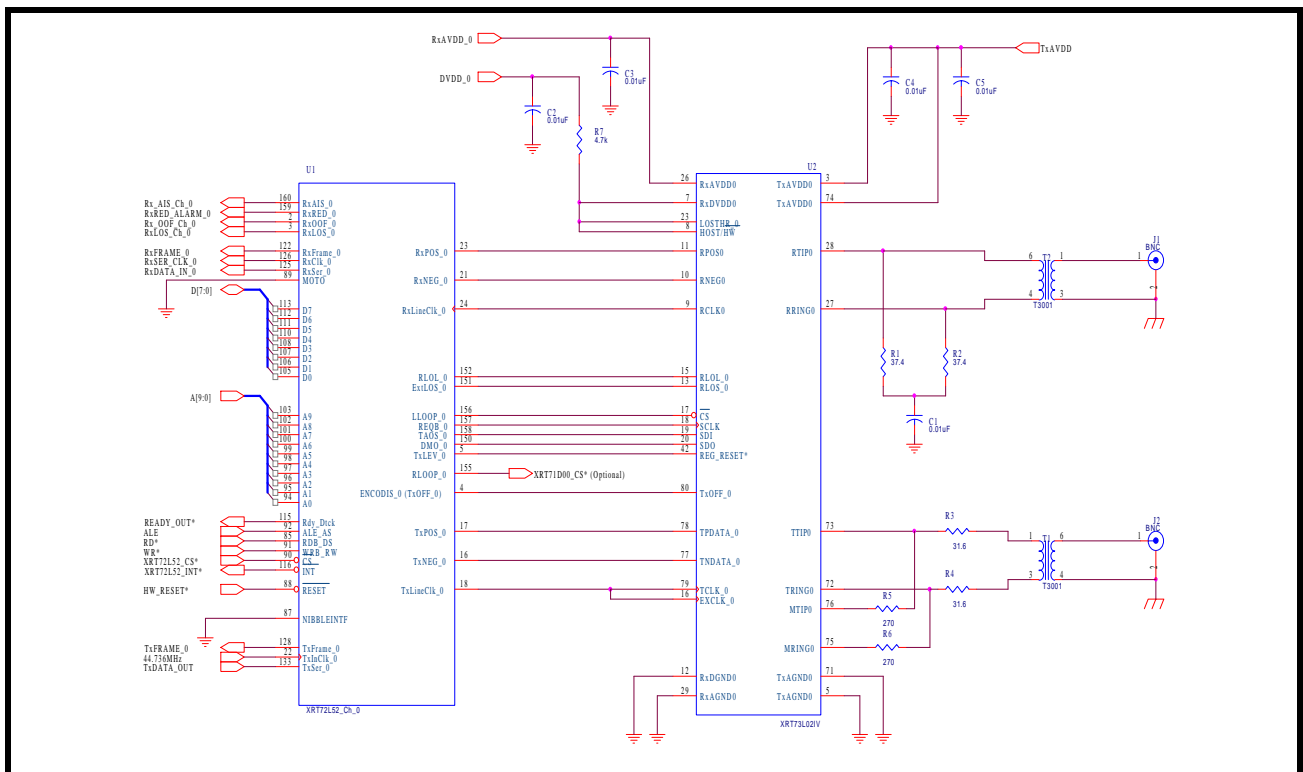 RxAVDD_0
TxAVDD
DVDD_0
C3
0.01uF
C4
0.01uF
C5
0.01uF
C2
0.01uF
R7
4.7k
U1
U2
160 RxAIS_0
159 RxRED_0
2 RxOOF_0
3 RxLOS_0
Rx_AIS_Ch_0
RxRED_ALARM_0
Rx_OOF_Ch_0
RxLOS_Ch_0
122 RxFrame_0
126 RxClk_0
125 RxSer_0
89 MOTO
RxFRAME_0
RxSER_CLK_0
RxDATA_IN_0
D[7:0]
113 D7
112 D6
111 D5
110 D4
108 D3
107 D2
106 D1
105 D0
A[9:0]
103 A9
102 A8
101 A7
100 A6
99 A5
98 A4
97 A3
96 A2
95 A1
94 A0
READY_OUT*
ALE
RD*
WR*
XRT72L52_CS*
XRT72L52_INT*
115 Rdy_Dtck
92 ALE_AS
85 RDB_DS
91 WRB_RW
90 CS
116 INT
HW_RESET*
88 RESET
87 NIBBLEINTF
TxFRAME_0
44.736MHz
TxDATA_OUT
128 TxFrame_0
22 TxInClk_0
133 TxSer_0
XRT72L52_Ch_0
RxPOS_0 23
RxNEG_0 21
RxLineClk_0 24
RLOL_0 152
ExtLOS_0 151
LLOOP_0 156
REQB_0 157
TAOS_0 158
DMO_0 150
TxLEV_0 5
RLOOP_0 155
XRT71D00_CS* (Optional)
ENCODIS_0 (TxOFF_0) 4
TxPOS_0 17
TxNEG_0 16
TxLineClk_0 18
26 RxAVDD0
7 RxDVDD0
23 LOSTHR_0
8 HOST/HW
11 RPOS0
10 RNEG0
9 RCLK0
15 RLOL_0
13 RLOS_0
17 CS
18 SCLK
19 SDI
20 SDO
42 REG_RESET*
80 TxOFF_0
78 TPDATA_0
77 TNDATA_0
79 TCLK_0
16 EXCLK_0
12 RxDGND0
29 RxAGND0
TxAVDD0 3
TxAVDD0 74
RTIP0 28
RRING0 27
TTIP0 73
TRING0 72
MTIP0 76
MRING0 75
TxAGND0 71
TxAGND0 5
XRT73L02IV
R1
37.4
R2
37.4
C1
0.01uF
6 T2 1
4 3
T3001
J1
BNC
1
2
R3
31.6
R4
31.6
R5
270
R6
270
1 T1 6
3 4
T3001
J2
BNC
1
2